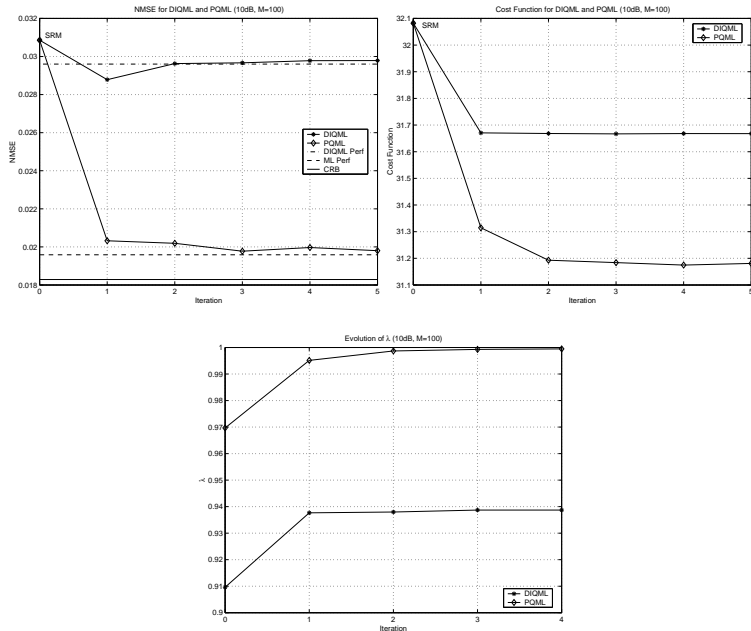 NMSE for DIQML and PQML (10dB, M=100)
0.032
0.03
0.028
0.026
0.024
0.022
0.02
0.018
NMSE
SRM
DIQML
PQML
DIQML Perf
ML Perf
CRB
0 1 2 3 4 5
Iteration
Cost Function for DIQML and PQML (10dB, M=100)
32.1
32
31.9
31.8
31.7
31.6
31.5
31.4
31.3
31.2
31.1
Cost Function
SRM
DIQML
PQML
0 1 2 3 4 5
Iteration
Evolution of λ (10dB, M=100)
1
0.99
0.98
0.97
0.96
0.95
0.94
0.93
0.92
0.91
0.9
λ
DIQML
PQML
0 1 2 3 4
Iteration